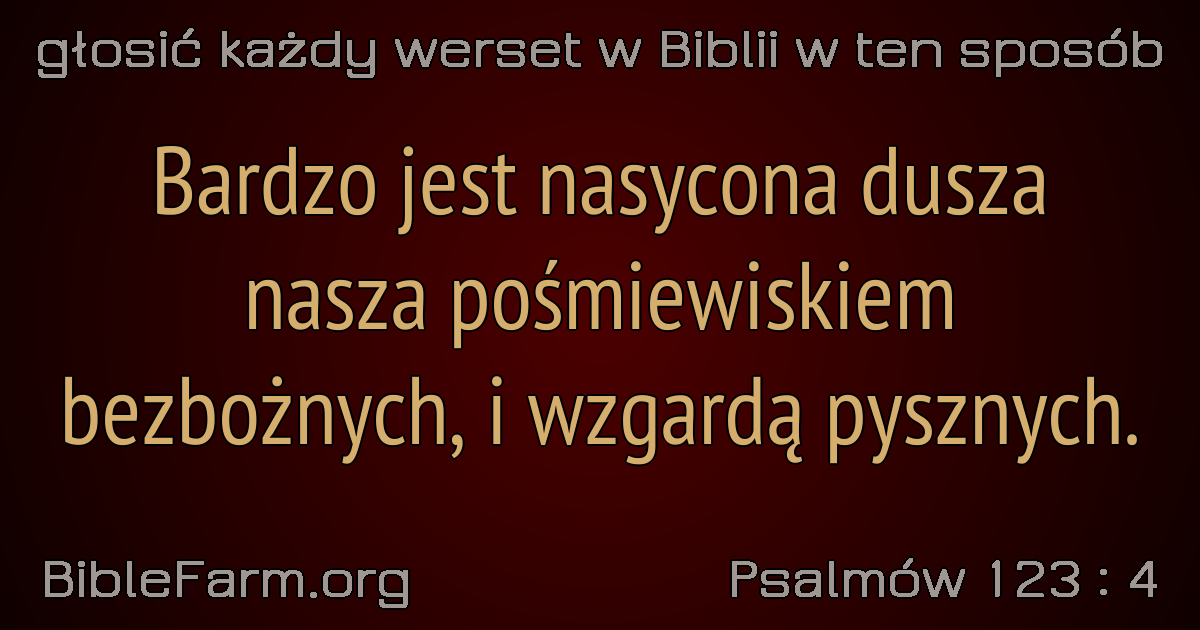 głosić każdy werset w Biblii w ten sposób
Bardzo jest nasycona dusza
nasza pośmiewiskiem
bezbożnych, i wzgardą pysznych.
BibleFarm.org
Psalmów 123 : 4